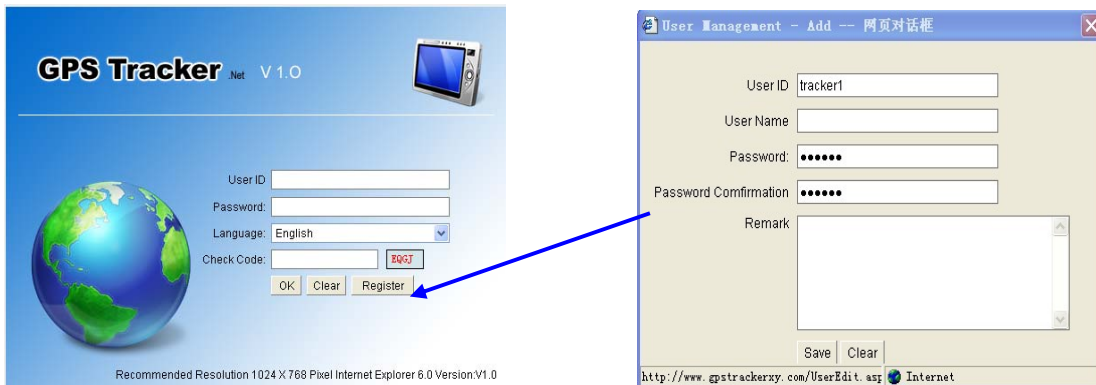 GPS Tracker .Net V 1.0
User ID
Password:
Language: English
Check Code: EQGJ
OK Clear Register
Recommended Resolution 1024 X 768 Pixel Internet Explorer 6.0 Version:V1.0
User Management - Add -- 网页对话框
User ID tracker1
User Name
Password: ●●●●●●
Password Comfirmation ●●●●●●
Remark
Save Clear
http://www.gpstrackerxy.com/UserEdit.asp Internet